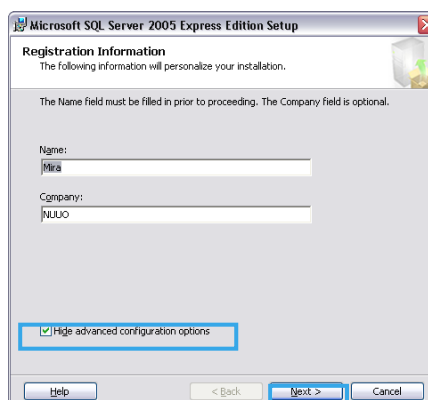 Microsoft SQL Server 2005 Express Edition Setup
Registration Information
The following information will personalize your installation.
The Name field must be filled in prior to proceeding. The Company field is optional.
Name:
Mira
Company:
NUUO
Hide advanced configuration options
Help
< Back
Next >
Cancel